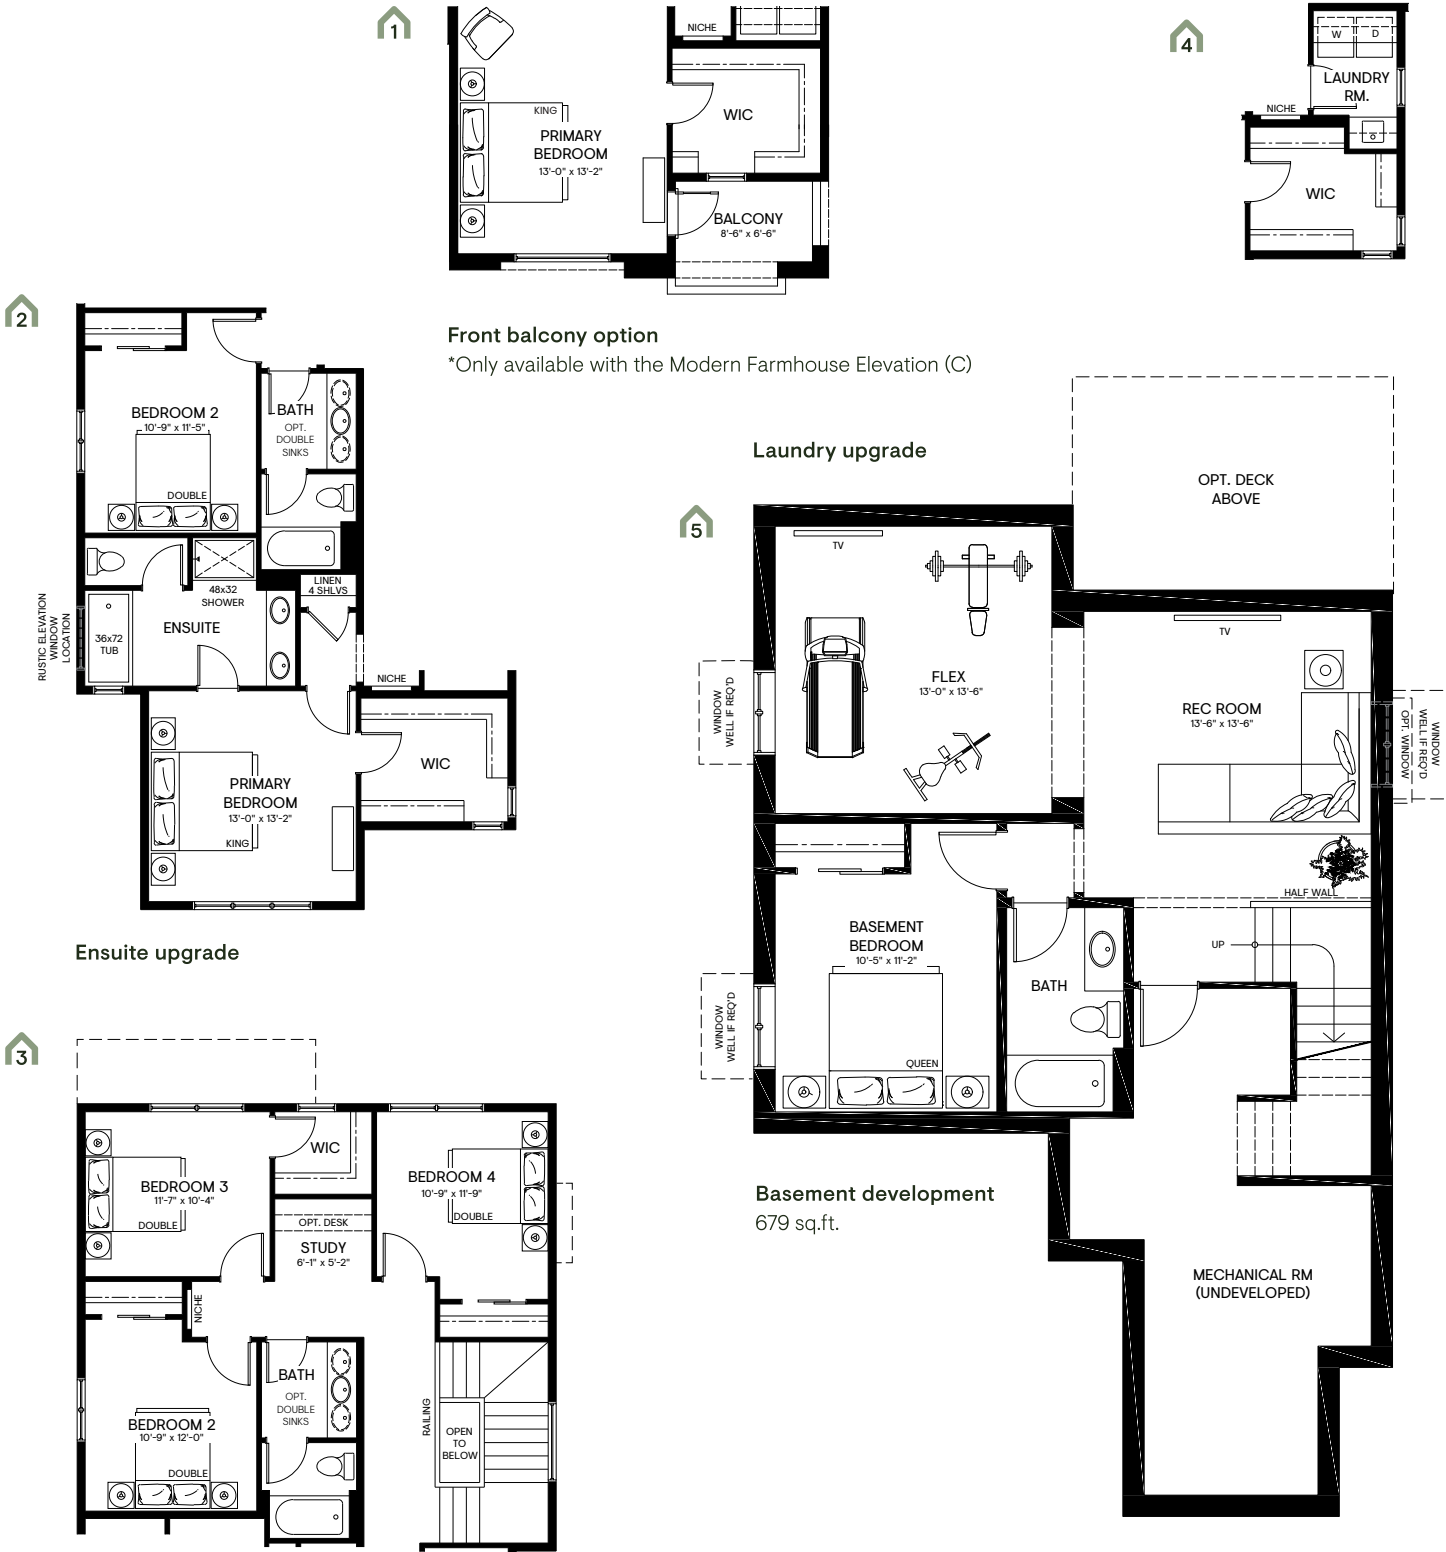 1
KING
PRIMARY
BEDROOM
13'-0" x 13'-2"
NICHE
WIC
BALCONY
8'-6" x 6'-6"
Front balcony option
*Only available with the Modern Farmhouse Elevation (C)
4
W
D
LAUNDRY
RM.
NICHE
WIC
Laundry upgrade
2
BEDROOM 2
10'-9" x 11'-5"
DOUBLE
BATH
OPT.
DOUBLE
SINKS
48x32
SHOWER
LINEN
4 SHLVS
RUSTIC ELEVATION
WINDOW
LOCATION
36x72
TUB
ENSUITE
NICHE
WIC
PRIMARY
BEDROOM
13'-0" x 13'-2"
KING
Ensuite upgrade
3
WIC
BEDROOM 3
11'-7" x 10'-4"
DOUBLE
BEDROOM 4
10'-9" x 11'-9"
DOUBLE
OPT. DESK
STUDY
6'-1" x 5'-2"
NICHE
BATH
OPT.
DOUBLE
SINKS
BEDROOM 2
10'-9" x 12'-0"
DOUBLE
RAILING
OPEN
TO
BELOW
5
OPT. DECK
ABOVE
TV
FLEX
13'-0" x 13'-6"
WINDOW
WELL IF REQ'D
TV
REC ROOM
13'-6" x 13'-6"
OPT. WINDOW
WINDOW
WELL IF REQ'D
HALF WALL
UP
BASEMENT
BEDROOM
10'-5" x 11'-2"
QUEEN
WINDOW
WELL IF REQ'D
BATH
MECHANICAL RM
(UNDEVELOPED)
Basement development
679 sq.ft.